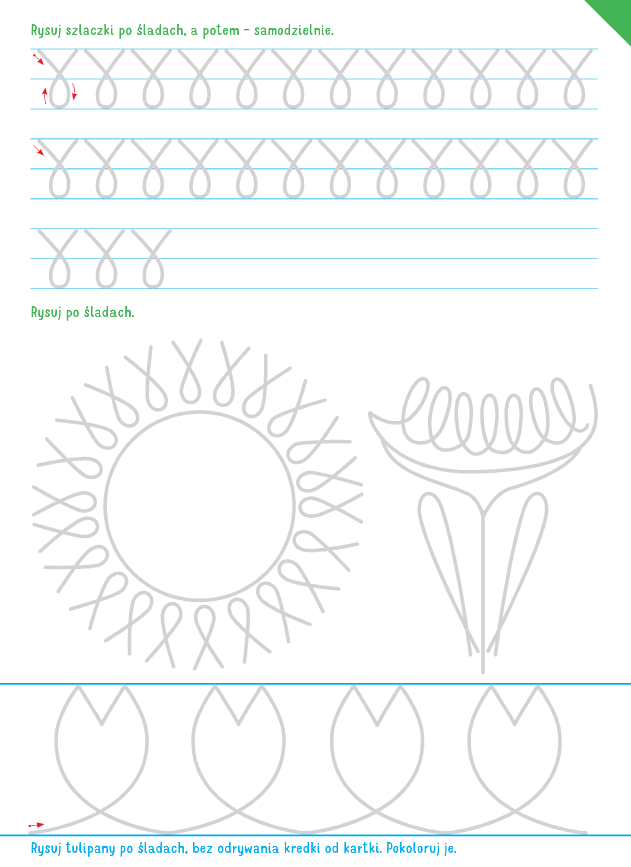 Rysuj szlaczki po śladach, a potem – samodzielnie.
Rysuj po śladach.
Rysuj tulipany po śladach, bez odrywania kredki od kartki. Pokoloruj je.